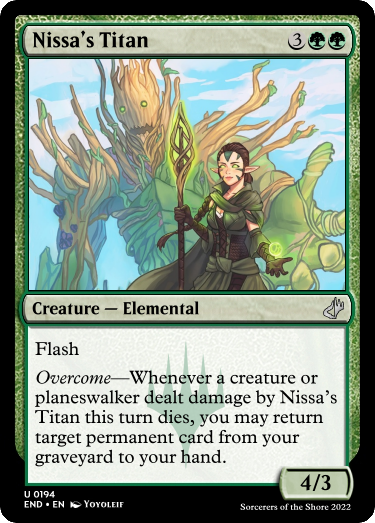 Nissa's Titan 3
Creature — Elemental
Flash
Overcome—Whenever a creature or
planeswalker dealt damage by Nissa's
Titan this turn dies, you may return
target permanent card from your
graveyard to your hand.
4/3
U 0194
END • EN Yoyoleif
Sorcerers of the Shore 2022